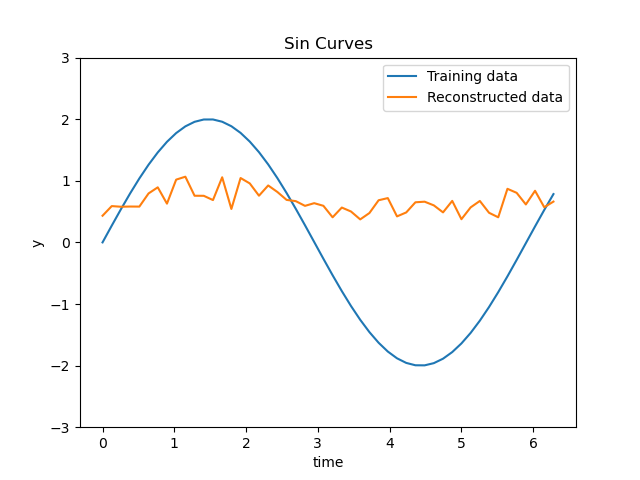 Sin Curves
Training data
Reconstructed data
3
2
1
0
−1
−2
−3
y
0 1 2 3 4 5 6
time